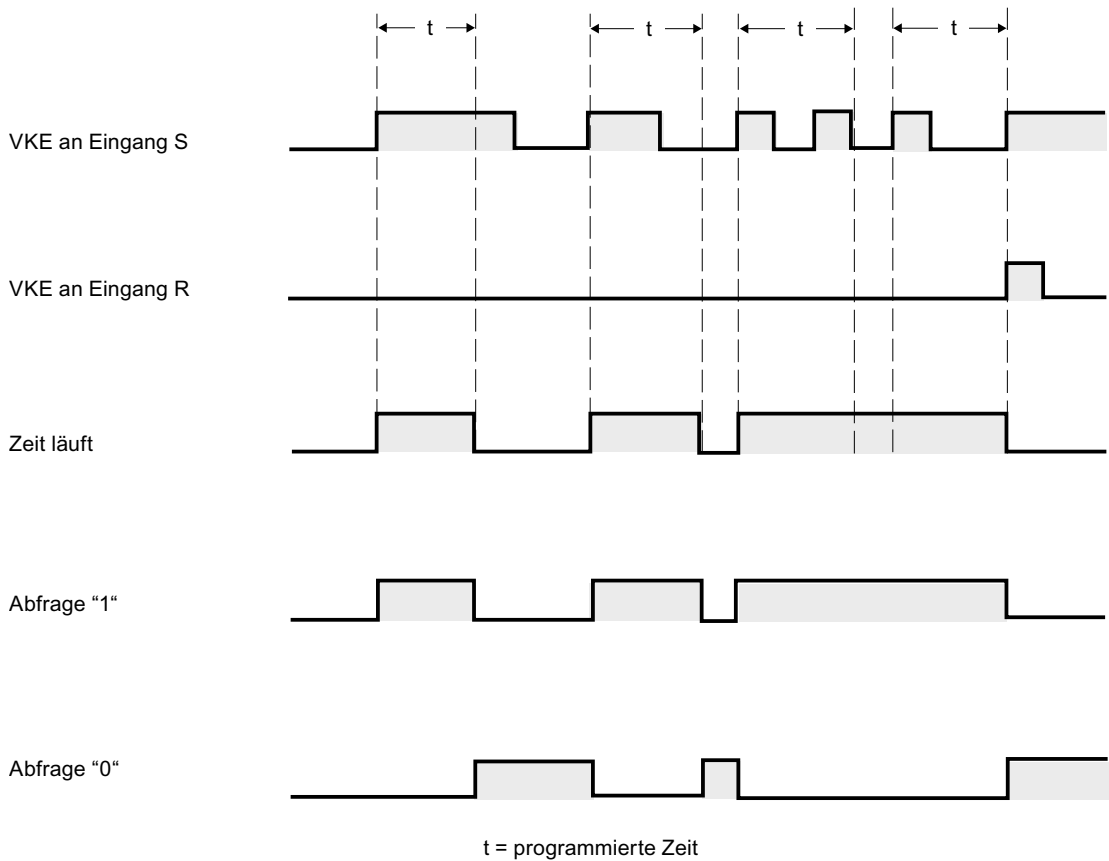 t t t t
VKE an Eingang S
VKE an Eingang R
Zeit läuft
Abfrage “1“
Abfrage “0“
t = programmierte Zeit